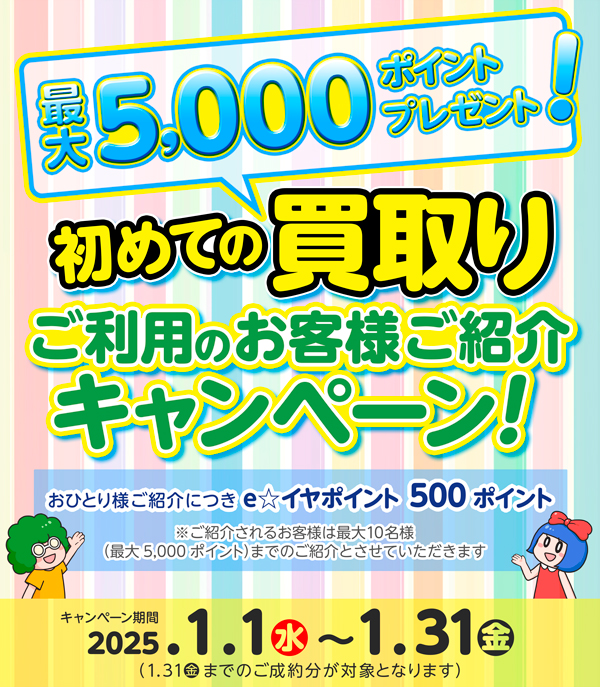 最大5,000ポイントプレゼント!
初めての買取り
ご利用のお客様ご紹介
キャンペーン!
おひとり様ご紹介につき e☆イヤポイント 500 ポイント
※ご紹介されるお客様は最大10名様
(最大 5,000 ポイント)までのご紹介とさせていただきます
キャンペーン期間
2025.1.1水〜1.31金
(1.31金までのご成約分が対象となります)